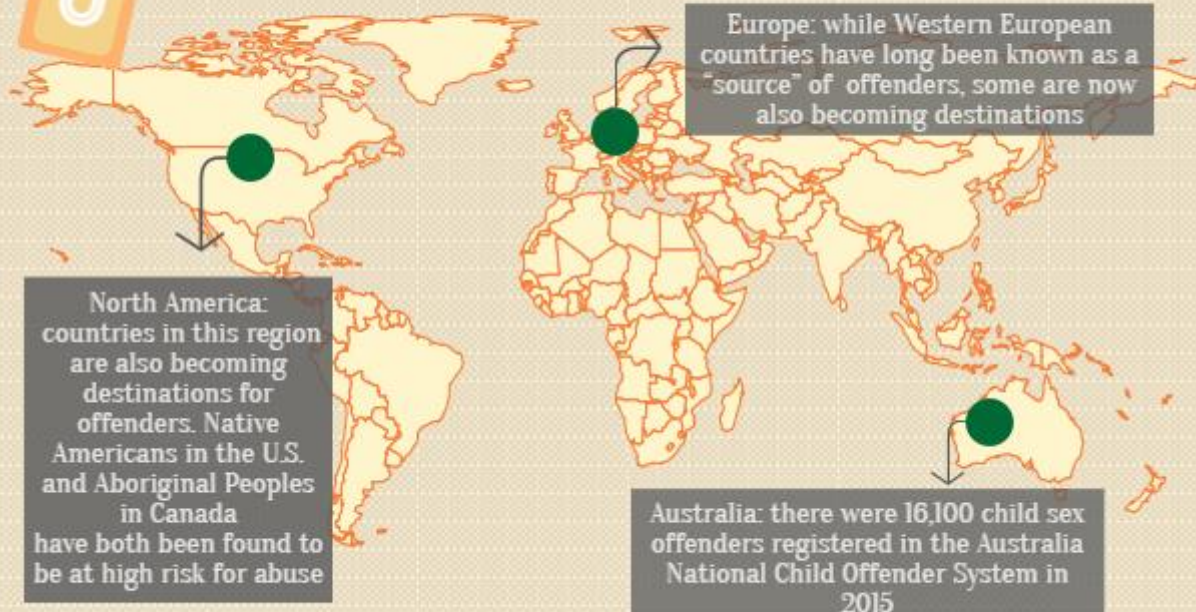 Europe: while Western European
countries have long been known as a
"source" of offenders, some are now
also becoming destinations
North America:
countries in this region
are also becoming
destinations for
offenders. Native
Americans in the U.S.
and Aboriginal Peoples
in Canada
have both been found to
be at high risk for abuse
Australia: there were 16,100 child sex
offenders registered in the Australia
National Child Offender System in
2015